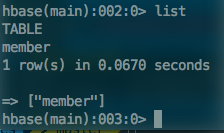 hbase(main):002:0> list
TABLE
member
1 row(s) in 0.0670 seconds

=> ["member"]
hbase(main):003:0>